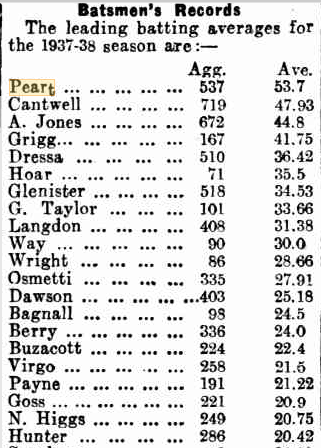 Batsmen's Records
The leading batting averages for
the 1937-38 season are:—
Agg. Ave.
Peart ... ... ... ... ... 537 53.7
Cantwell ... ... ... ... 719 47.93
A. Jones ... ... ... ... 672 44.8
Grigg... ... ... ... ... 167 41.75
Dressa ... ... ... ... 510 36.42
Hoar ... ... ... ... ... 71 35.5
Glenister ... ... ... ... 518 34.53
G. Taylor ... ... ... ... 101 33.66
Langdon ... ... ... ... 408 31.38
Way ... ... ... ... ... 90 30.0
Wright ... ... ... ... 86 28.66
Osmetti ... ... ... ... 335 27.91
Dawson ... ... ... ... ...403 25.18
Bagnall ... ... ... ... 98 24.5
Berry ... ... ... ... ... 336 24.0
Buzacott ... ... ... ... 224 22.4
Virgo ... ... ... ... ... 258 21.5
Payne ... ... ... ... ... 191 21.22
Goss ... ... ... ... ... 221 20.9
N. Higgs ... ... ... ... 249 20.75
Hunter ... ... ... ... 286 20.42